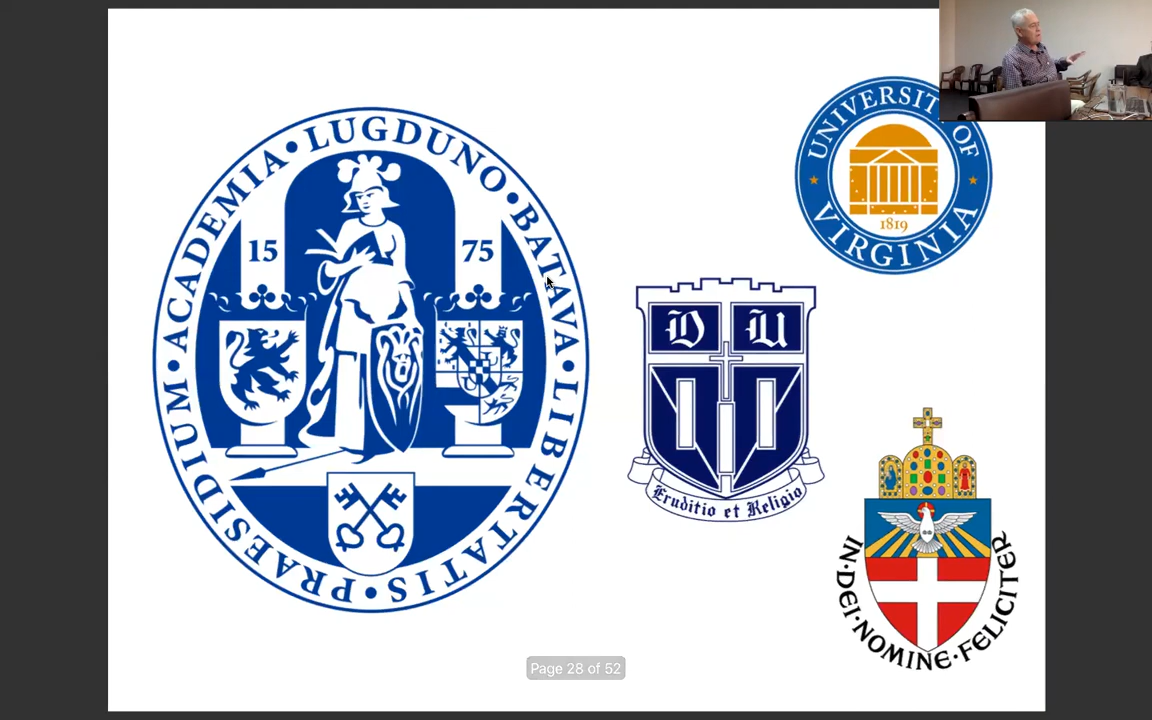 ACADEMIA • LUGDUNO • BATAVA • LIBERTATIS • PRAESIDIUM •
15 75
UNIVERSITY OF
VIRGINIA
1819
D U
Eruditio et Religio
IN·DEI·NOMINE·FELICITER
Page 28 of 52